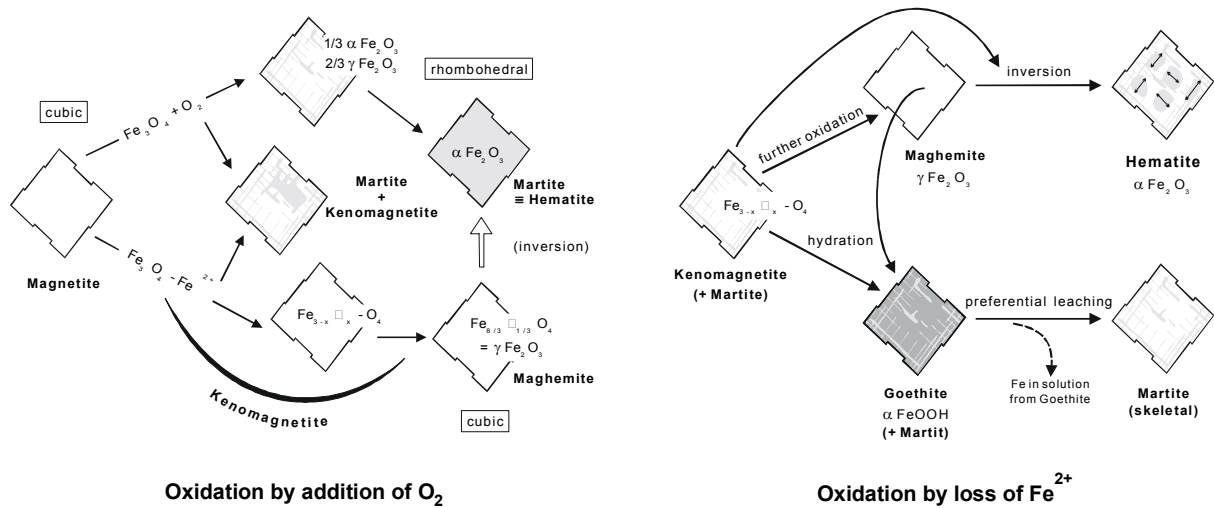 cubic
Magnetite
Fe3O4 + O2
Fe3O4 - Fe2+
1/3 α Fe2O3
2/3 γ Fe2O3
rhombohedral
α Fe2O3
Martite
≡ Hematite
Martite
+
Kenomagnetite
(inversion)
Fe3-x □x - O4
Fe8/3 □1/3 O4
= γ Fe2O3
Maghemite
Kenomagnetite
cubic
Oxidation by addition of O2
Fe3-x □x - O4
Kenomagnetite
(+ Martite)
further oxidation
hydration
Maghemite
γ Fe2O3
inversion
Hematite
α Fe2O3
Goethite
α FeOOH
(+ Martit)
preferential leaching
Fe in solution
from Goethite
Martite
(skeletal)
Oxidation by loss of Fe2+